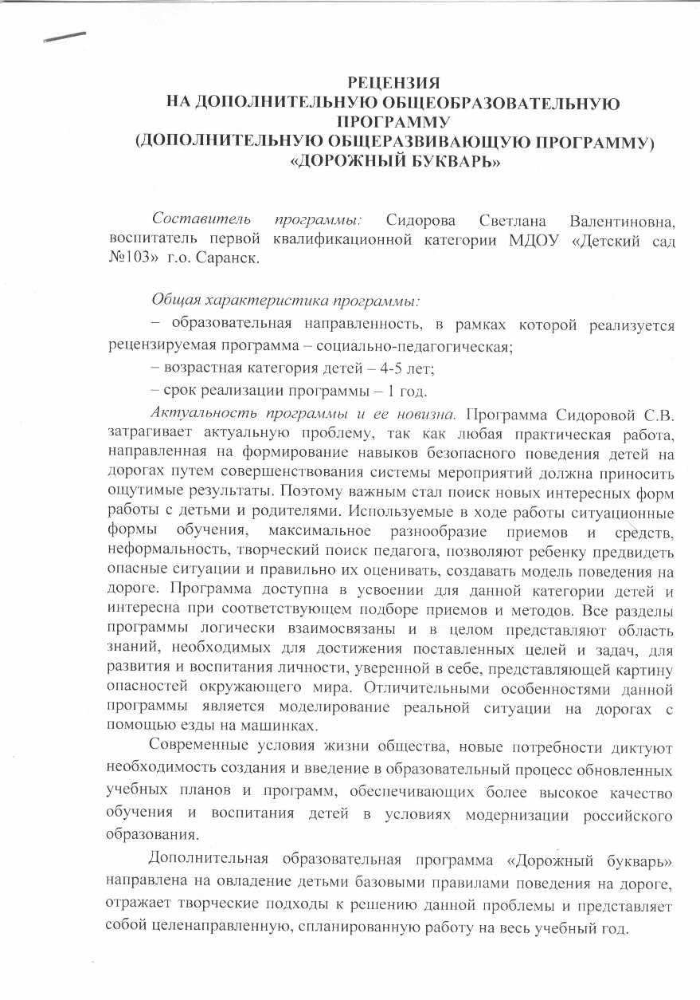 РЕЦЕНЗИЯ
НА ДОПОЛНИТЕЛЬНУЮ ОБЩЕОБРАЗОВАТЕЛЬНУЮ
ПРОГРАММУ
(ДОПОЛНИТЕЛЬНУЮ ОБЩЕРАЗВИВАЮЩУЮ ПРОГРАММУ)
«ДОРОЖНЫЙ БУКВАРЬ»
Составитель программы: Сидорова Светлана Валентиновна,
воспитатель первой квалификационной категории МДОУ «Детский сад
№103» г.о. Саранск.
Общая характеристика программы:
– образовательная направленность, в рамках которой реализуется
рецензируемая программа – социально-педагогическая;
– возрастная категория детей – 4-5 лет;
– срок реализации программы – 1 год.
Актуальность программы и ее новизна. Программа Сидоровой С.В.
затрагивает актуальную проблему, так как любая практическая работа,
направленная на формирование навыков безопасного поведения детей на
дорогах путем совершенствования системы мероприятий должна приносить
ощутимые результаты. Поэтому важным стал поиск новых интересных форм
работы с детьми и родителями. Используемые в ходе работы ситуационные
формы обучения, максимальное разнообразие приемов и средств,
неформальность, творческий поиск педагога, позволяют ребенку предвидеть
опасные ситуации и правильно их оценивать, создавать модель поведения на
дороге. Программа доступна в усвоении для данной категории детей и
интересна при соответствующем подборе приемов и методов. Все разделы
программы логически взаимосвязаны и в целом представляют область
знаний, необходимых для достижения поставленных целей и задач, для
развития и воспитания личности, уверенной в себе, представляющей картину
опасностей окружающего мира. Отличительными особенностями данной
программы является моделирование реальной ситуации на дорогах с
помощью езды на машинках.
Современные условия жизни общества, новые потребности диктуют
необходимость создания и введение в образовательный процесс обновленных
учебных планов и программ, обеспечивающих более высокое качество
обучения и воспитания детей в условиях модернизации российского
образования.
Дополнительная образовательная программа «Дорожный букварь»
направлена на овладение детьми базовыми правилами поведения на дороге,
отражает творческие подходы к решению данной проблемы и представляет
собой целенаправленную, спланированную работу на весь учебный год.